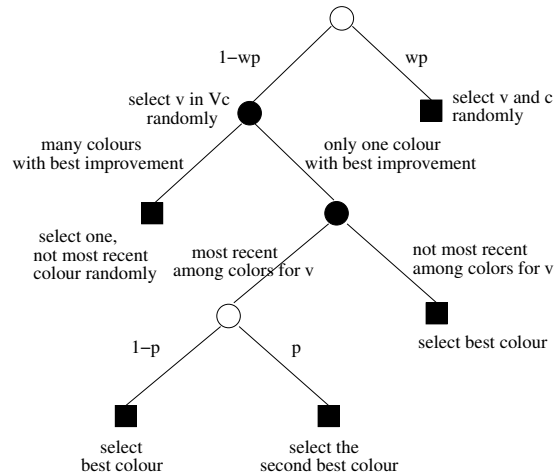 1−wp
wp
select v in Vc
randomly
select v and c
randomly
many colours
with best improvement
only one colour
with best improvement
select one,
not most recent
colour randomly
most recent
among colors for v
not most recent
among colors for v
select best colour
1−p
p
select
best colour
select the
second best colour